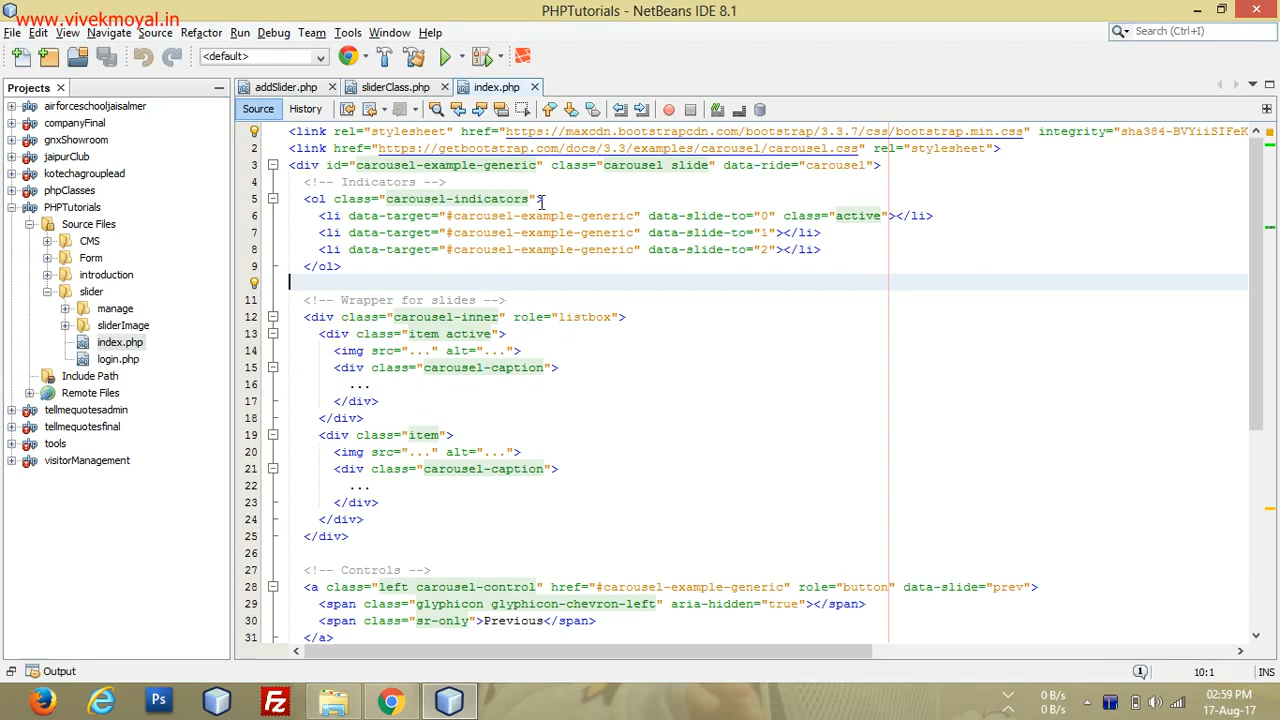 www.vivekmoyal.in
PHPTutorials - NetBeans IDE 8.1
File Edit View Navigate Source Refactor Run Debug Team Tools Window Help
Search (Ctrl+I)
<default>
Projects
addSlider.php
sliderClass.php
index.php
Source
History
airforceschooljaisalmer
companyFinal
gnxShowroom
jaipurClub
kotechgroupleapd
phpClasses
PHPTutorials
Source Files
CMS
Form
introduction
slider
manage
sliderImage
index.php
login.php
Include Path
Remote Files
tellmequotesadmin
tellmequotesfinal
tools
visitorManagement
<link rel="stylesheet" href="https://maxcdn.bootstrapcdn.com/bootstrap/3.3.7/css/bootstrap.min.css" integrity="sha384-BVYiiSIFeK
2 <link href="https://getbootstrap.com/docs/3.3/examples/carousel/carousel.css" rel="stylesheet">
3 <div id="carousel-example-generic" class="carousel slide" data-ride="carousel">
4 <!-- Indicators -->
5 <ol class="carousel-indicators">
6 <li data-target="#carousel-example-generic" data-slide-to="0" class="active"></li>
7 <li data-target="#carousel-example-generic" data-slide-to="1"></li>
8 <li data-target="#carousel-example-generic" data-slide-to="2"></li>
9 </ol>
11 <!-- Wrapper for slides -->
12 <div class="carousel-inner" role="listbox">
13 <div class="item active">
14 <img src="..." alt="...">
15 <div class="carousel-caption">
16 ...
17 </div>
18 </div>
19 <div class="item">
20 <img src="..." alt="...">
21 <div class="carousel-caption">
22 ...
23 </div>
24 </div>
25 </div>
26
27 <!-- Controls -->
28 <a class="left carousel-control" href="#carousel-example-generic" role="button" data-slide="prev">
29 <span class="glyphicon glyphicon-chevron-left" aria-hidden="true"></span>
30 <span class="sr-only">Previous</span>
31 </a>
Output
1
10:1
INS
Ps
0 B/s
0 B/s
02:59 PM
17-Aug-17